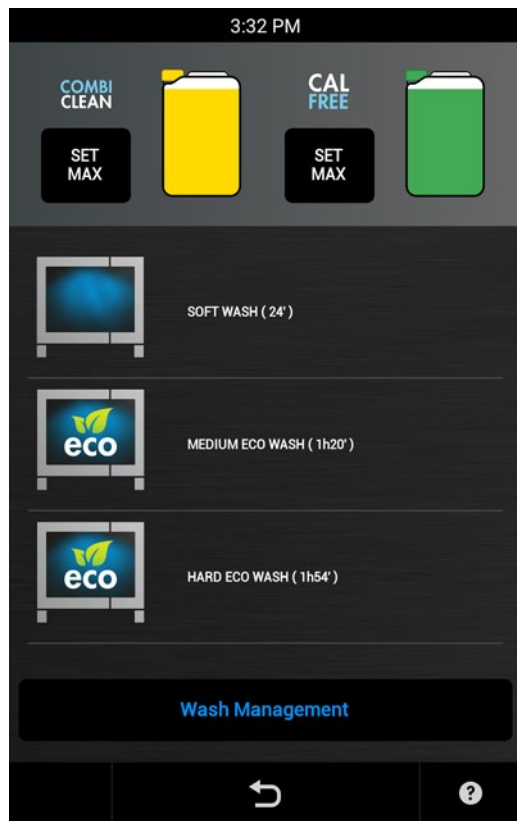 3:32 PM
COMBI
CLEAN
SET
MAX
CAL
FREE
SET
MAX
SOFT WASH ( 24' )
eco
MEDIUM ECO WASH ( 1h20' )
eco
HARD ECO WASH ( 1h54' )
Wash Management
?